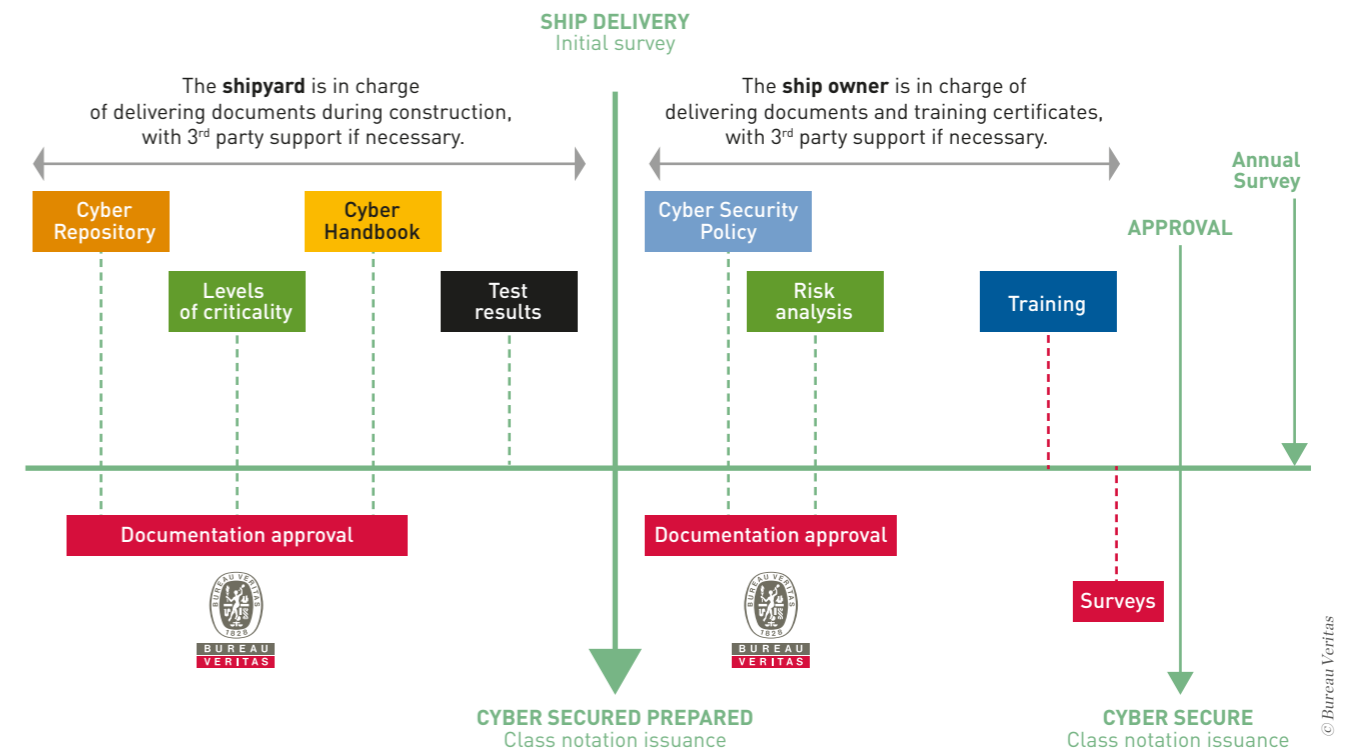 SHIP DELIVERY
Initial survey
The shipyard is in charge
of delivering documents during construction,
with 3rd party support if necessary.
The ship owner is in charge of
delivering documents and training certificates,
with 3rd party support if necessary.
Annual
Survey
Cyber
Repository
Cyber
Handbook
Cyber Security
Policy
APPROVAL
Levels
of criticality
Test
results
Risk
analysis
Training
Documentation approval
Documentation approval
BUREAU VERITAS
1828
BUREAU
VERITAS
BUREAU VERITAS
1828
BUREAU
VERITAS
Surveys
CYBER SECURED PREPARED
Class notation issuance
CYBER SECURE
Class notation issuance
© Bureau Veritas